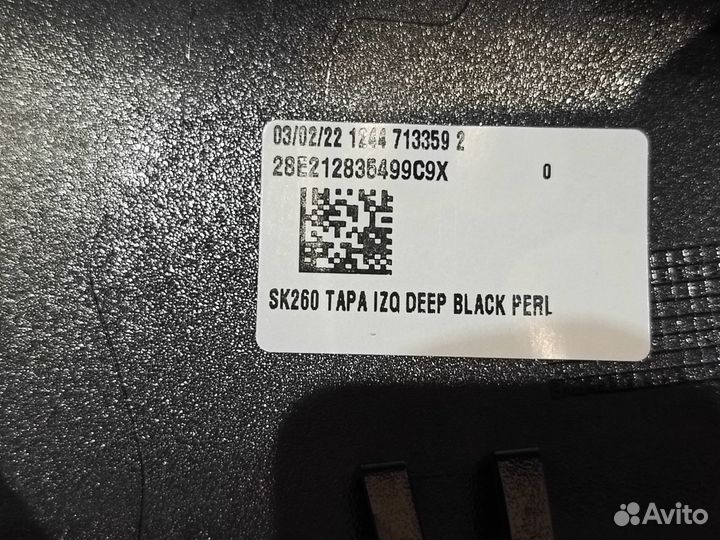 03/02/22 1244 713359 2
28E212835499C9X 0
SK260 TAPA IZQ DEEP BLACK PERL
Avito